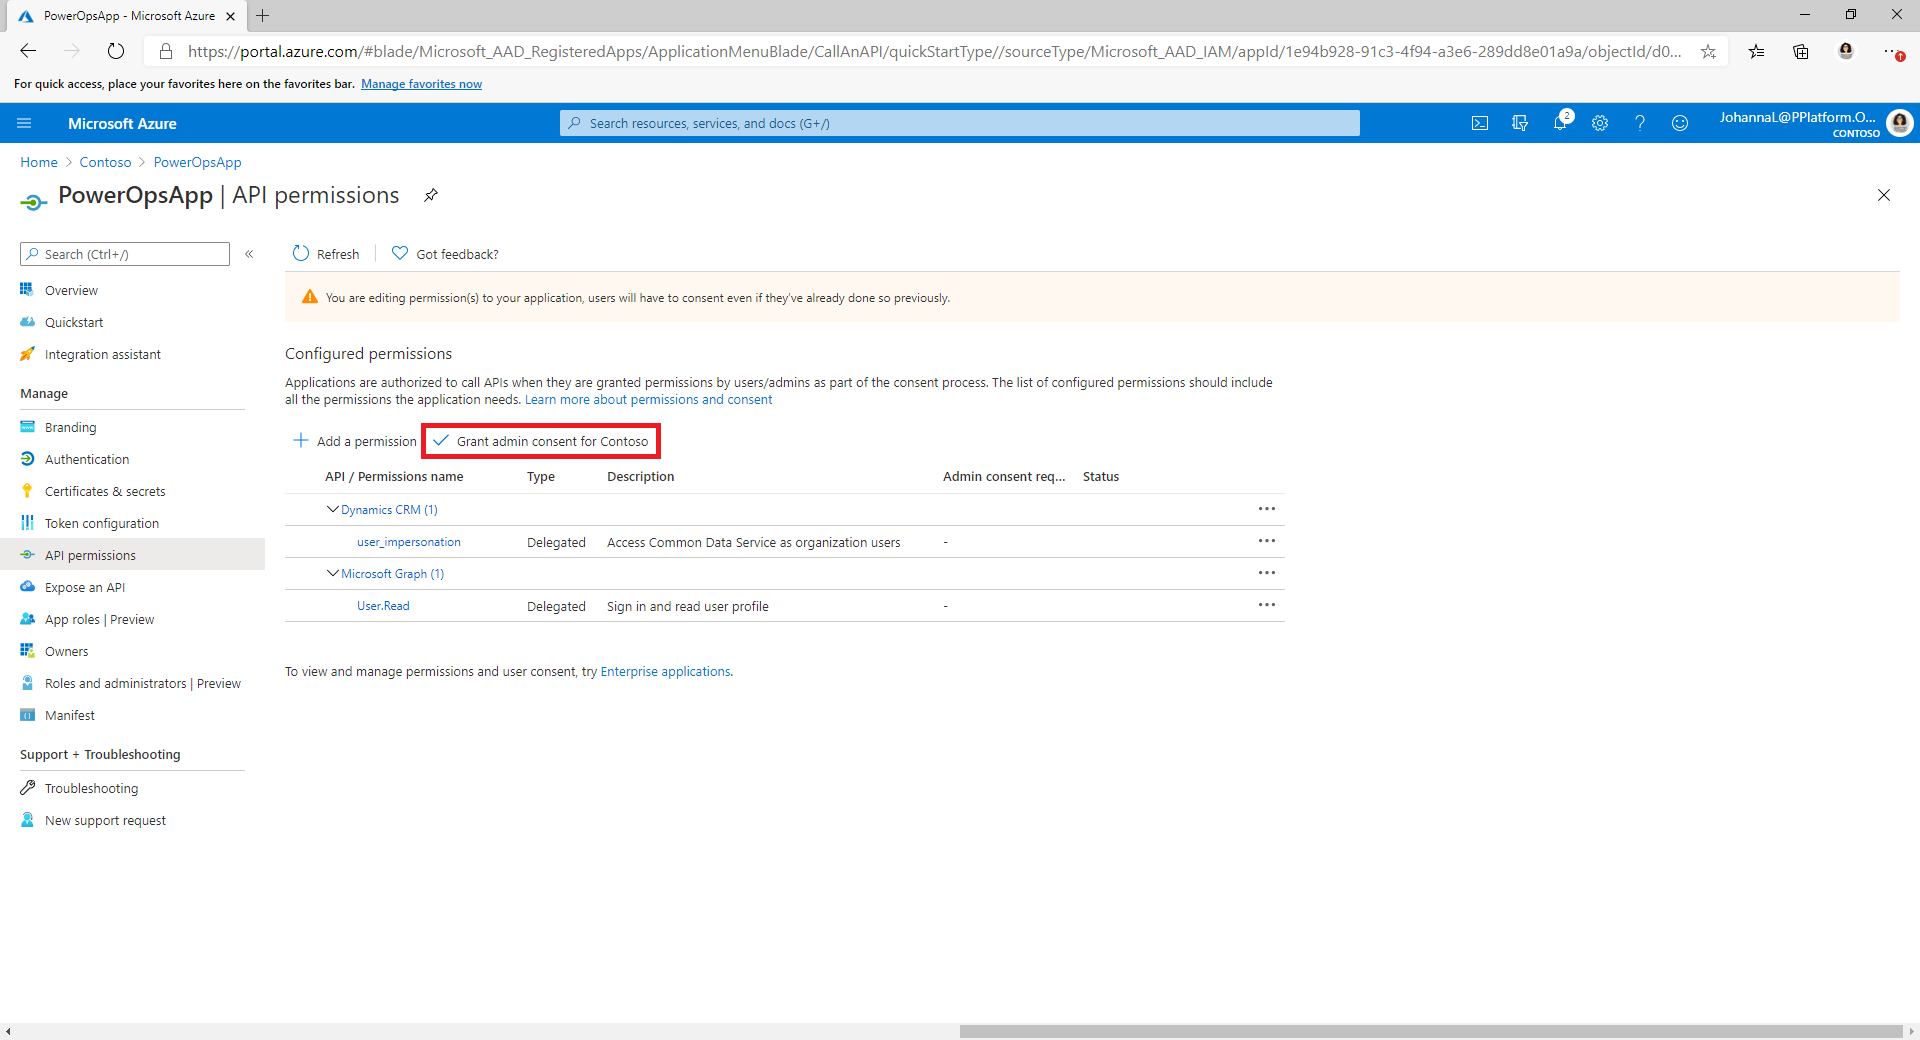 PowerOpsApp - Microsoft Azure
https://portal.azure.com/#blade/Microsoft_AAD_RegisteredApps/ApplicationMenuBlade/CallAnAPI/quickStartType//sourceType/Microsoft_AAD_IAM/appId/1e94b928-91c3-4f94-a3e6-289dd8e01a9a/objectId/d0...
For quick access, place your favorites here on the favorites bar. Manage favorites now
Microsoft Azure
Search resources, services, and docs (G+/)
2
JohannaL@PPlatform.O...
CONTOSO
Home > Contoso > PowerOpsApp
PowerOpsApp | API permissions
Search (Ctrl+/)
Overview
Quickstart
Integration assistant
Manage
Branding
Authentication
Certificates & secrets
Token configuration
API permissions
Expose an API
App roles | Preview
Owners
Roles and administrators | Preview
Manifest
Support + Troubleshooting
Troubleshooting
New support request
Refresh
Got feedback?
You are editing permission(s) to your application, users will have to consent even if they've already done so previously.
Configured permissions
Applications are authorized to call APIs when they are granted permissions by users/admins as part of the consent process. The list of configured permissions should include
all the permissions the application needs. Learn more about permissions and consent
Add a permission
Grant admin consent for Contoso
API / Permissions name Type Description Admin consent req... Status
Dynamics CRM (1)
user_impersonation Delegated Access Common Data Service as organization users -
Microsoft Graph (1)
User.Read Delegated Sign in and read user profile -
To view and manage permissions and user consent, try Enterprise applications.